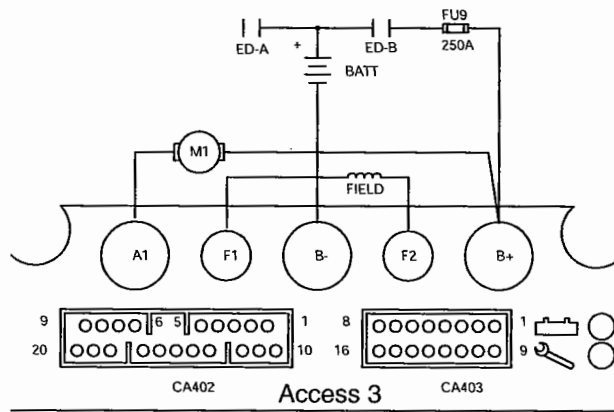 FU9
ED-A
+
ED-B
250A
BATT
M1
FIELD
A1
F1
B-
F2
B+
9
6
5
1
8
1
20
10
16
9
CA402
Access 3
CA403